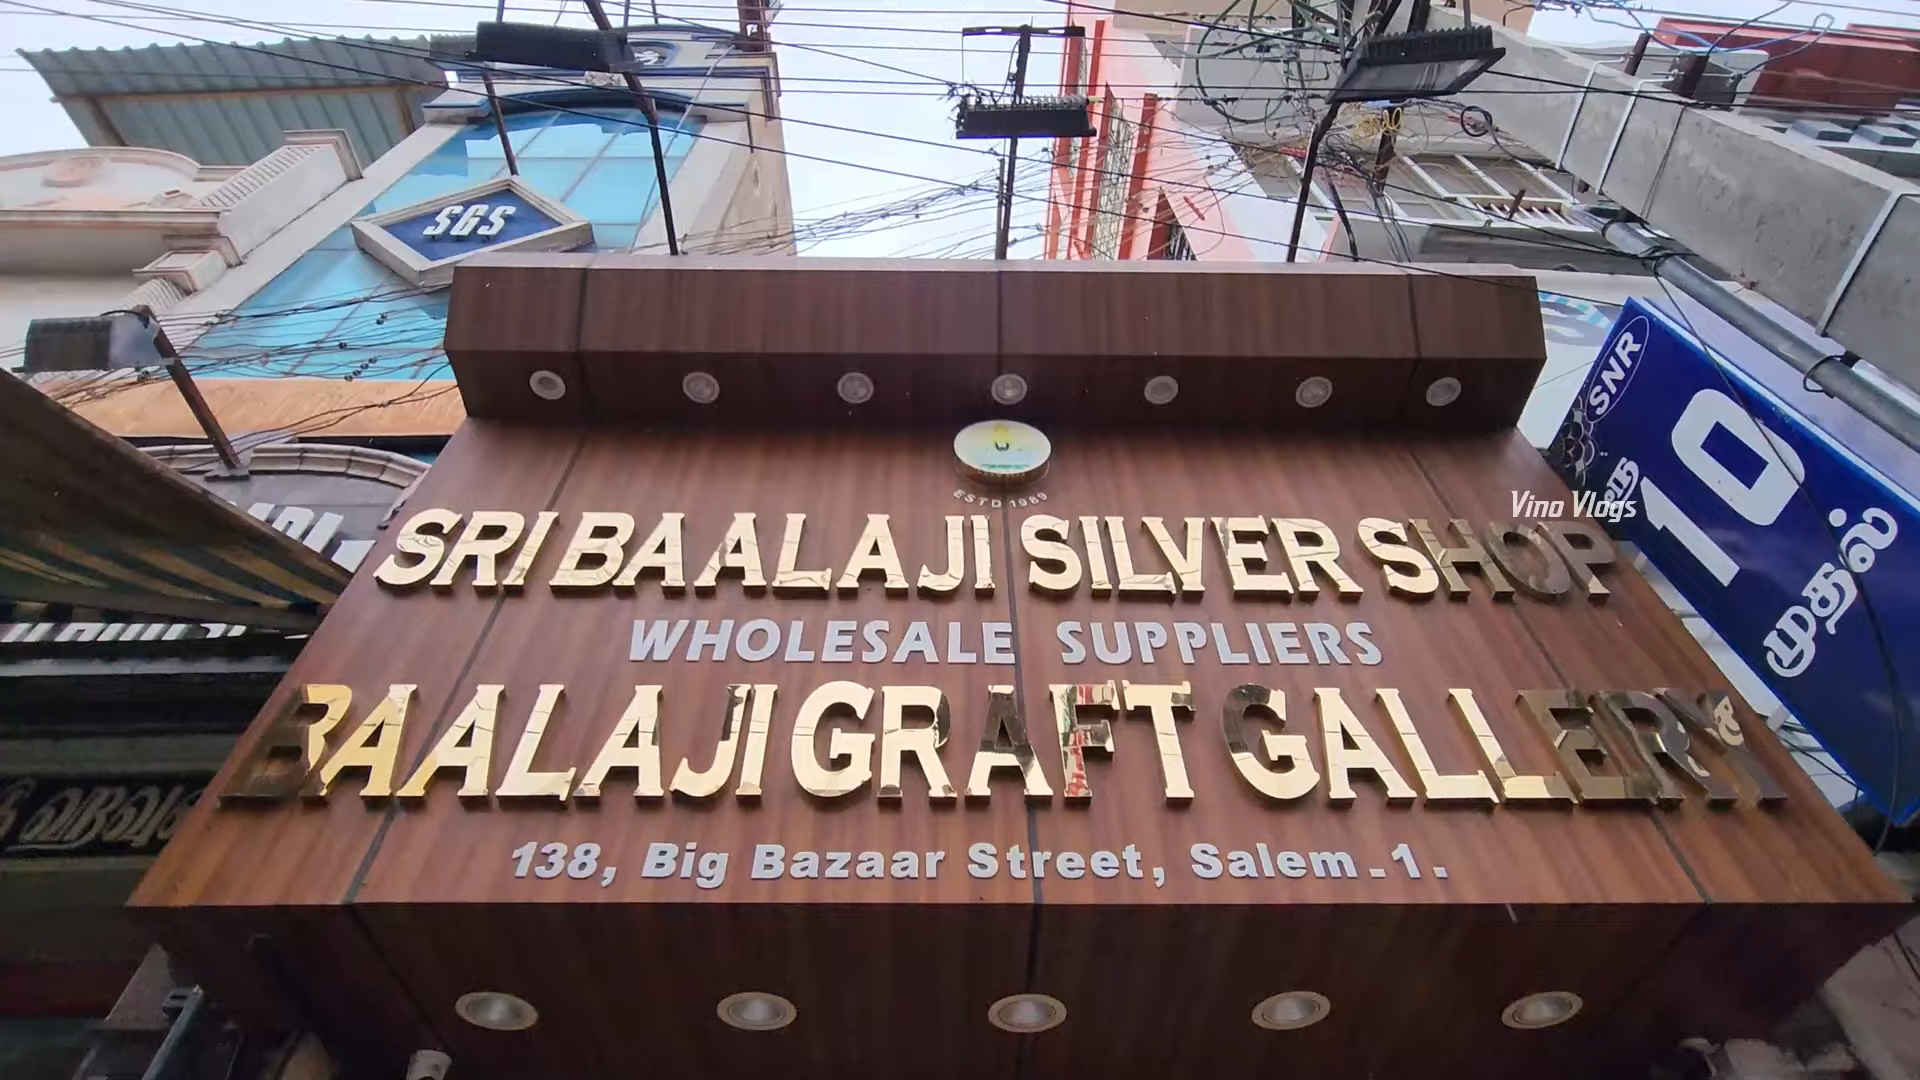 SGS
ESTD 1989
SRI BAALAJI SILVER SHOP
WHOLESALE SUPPLIERS
BAALAJI GRAFT GALLERY
138, Big Bazaar Street, Salem-1.
Vino Vlogs
SNR
ரூ 10
முதல்